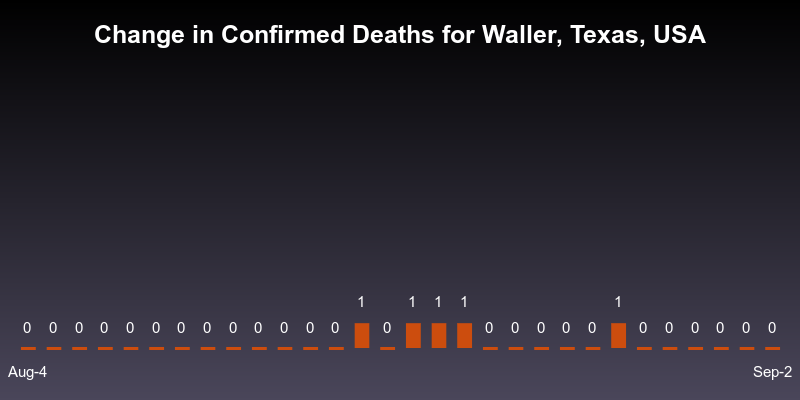 Change in Confirmed Deaths for Waller, Texas, USA
1 1 1 1 1
0 0 0 0 0 0 0 0 0 0 0 0 0 0 0 0 0 0 0 0 0 0 0 0 0
Aug-4 Sep-2